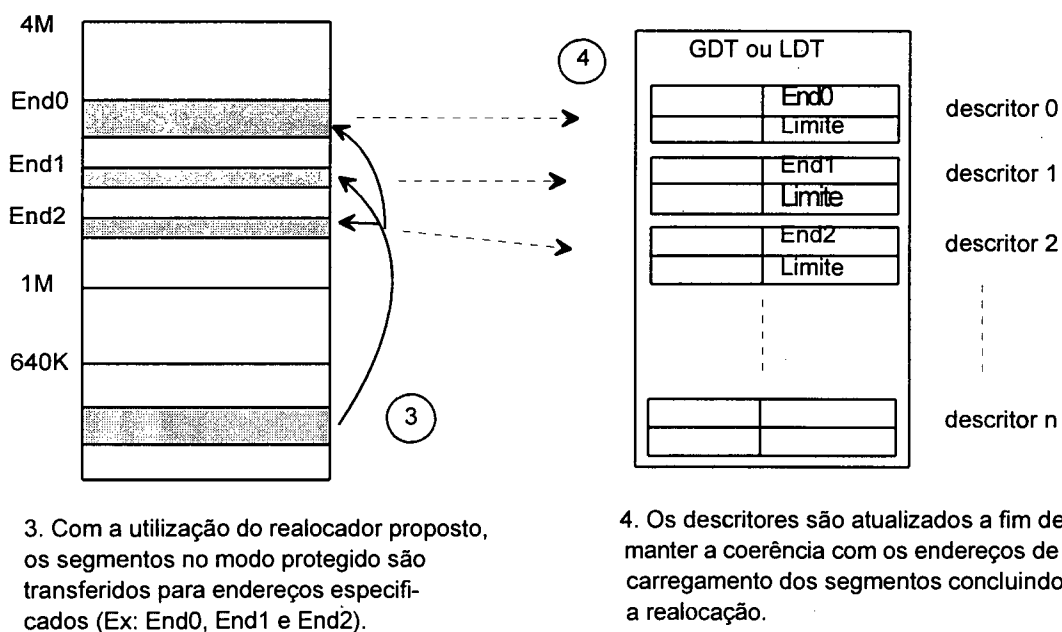 4M
End0
End1
End2
1M
640K
3
4
GDT ou LDT
End0
Limite
descritor 0
End1
Limite
descritor 1
End2
Limite
descritor 2
descritor n
3. Com a utilização do realocador proposto,
os segmentos no modo protegido são
transferidos para endereços especifi-
cados (Ex: End0, End1 e End2).
4. Os descritores são atualizados a fim de
manter a coerência com os endereços de
carregamento dos segmentos concluindo
a realocação.